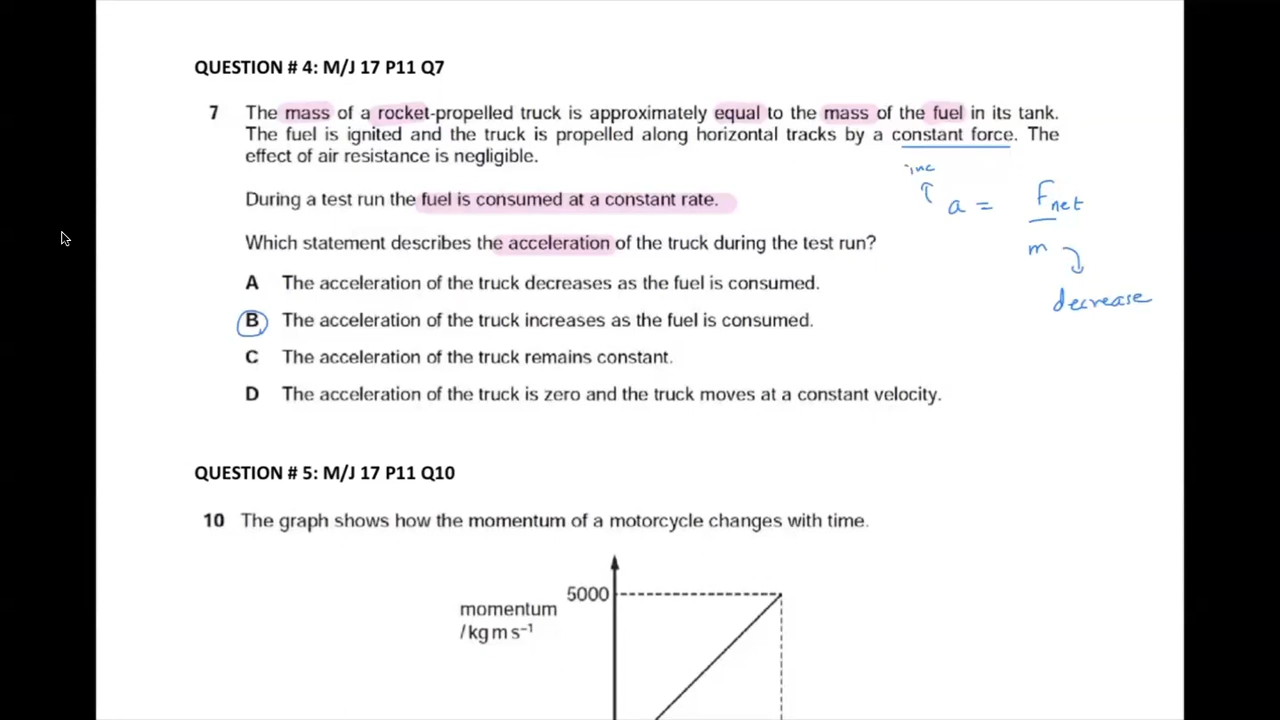 QUESTION # 4: M/J 17 P11 Q7
7 The mass of a rocket-propelled truck is approximately equal to the mass of the fuel in its tank.
The fuel is ignited and the truck is propelled along horizontal tracks by a constant force. The
effect of air resistance is negligible.
inc
a = Fnet
m
decrease
During a test run the fuel is consumed at a constant rate.
Which statement describes the acceleration of the truck during the test run?
A The acceleration of the truck decreases as the fuel is consumed.
B The acceleration of the truck increases as the fuel is consumed.
C The acceleration of the truck remains constant.
D The acceleration of the truck is zero and the truck moves at a constant velocity.
QUESTION # 5: M/J 17 P11 Q10
10 The graph shows how the momentum of a motorcycle changes with time.
5000
momentum
/kg m s⁻¹